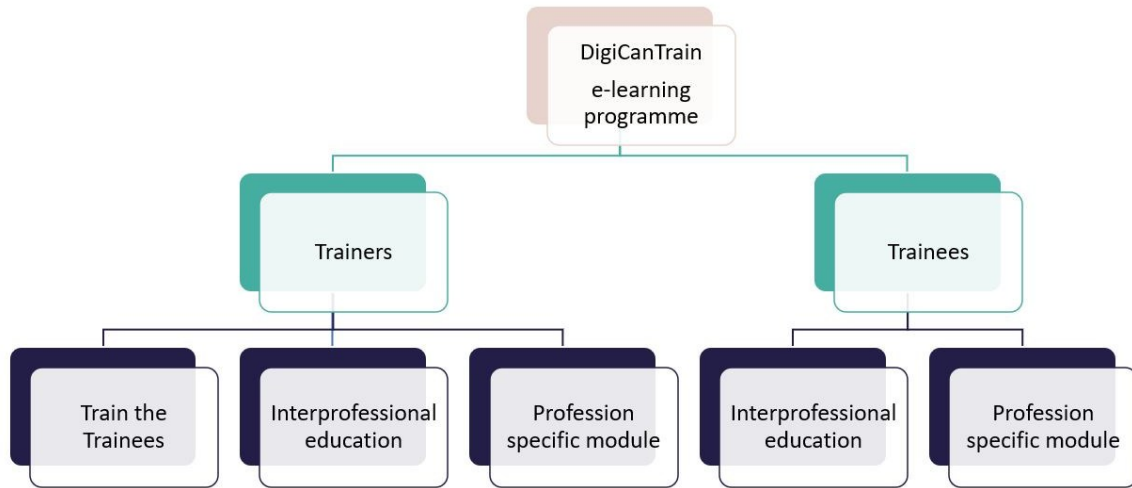 DigiCanTrain
e-learning
programme
Trainers
Trainees
Train the
Trainees
Interprofessional
education
Profession
specific module
Interprofessional
education
Profession
specific module